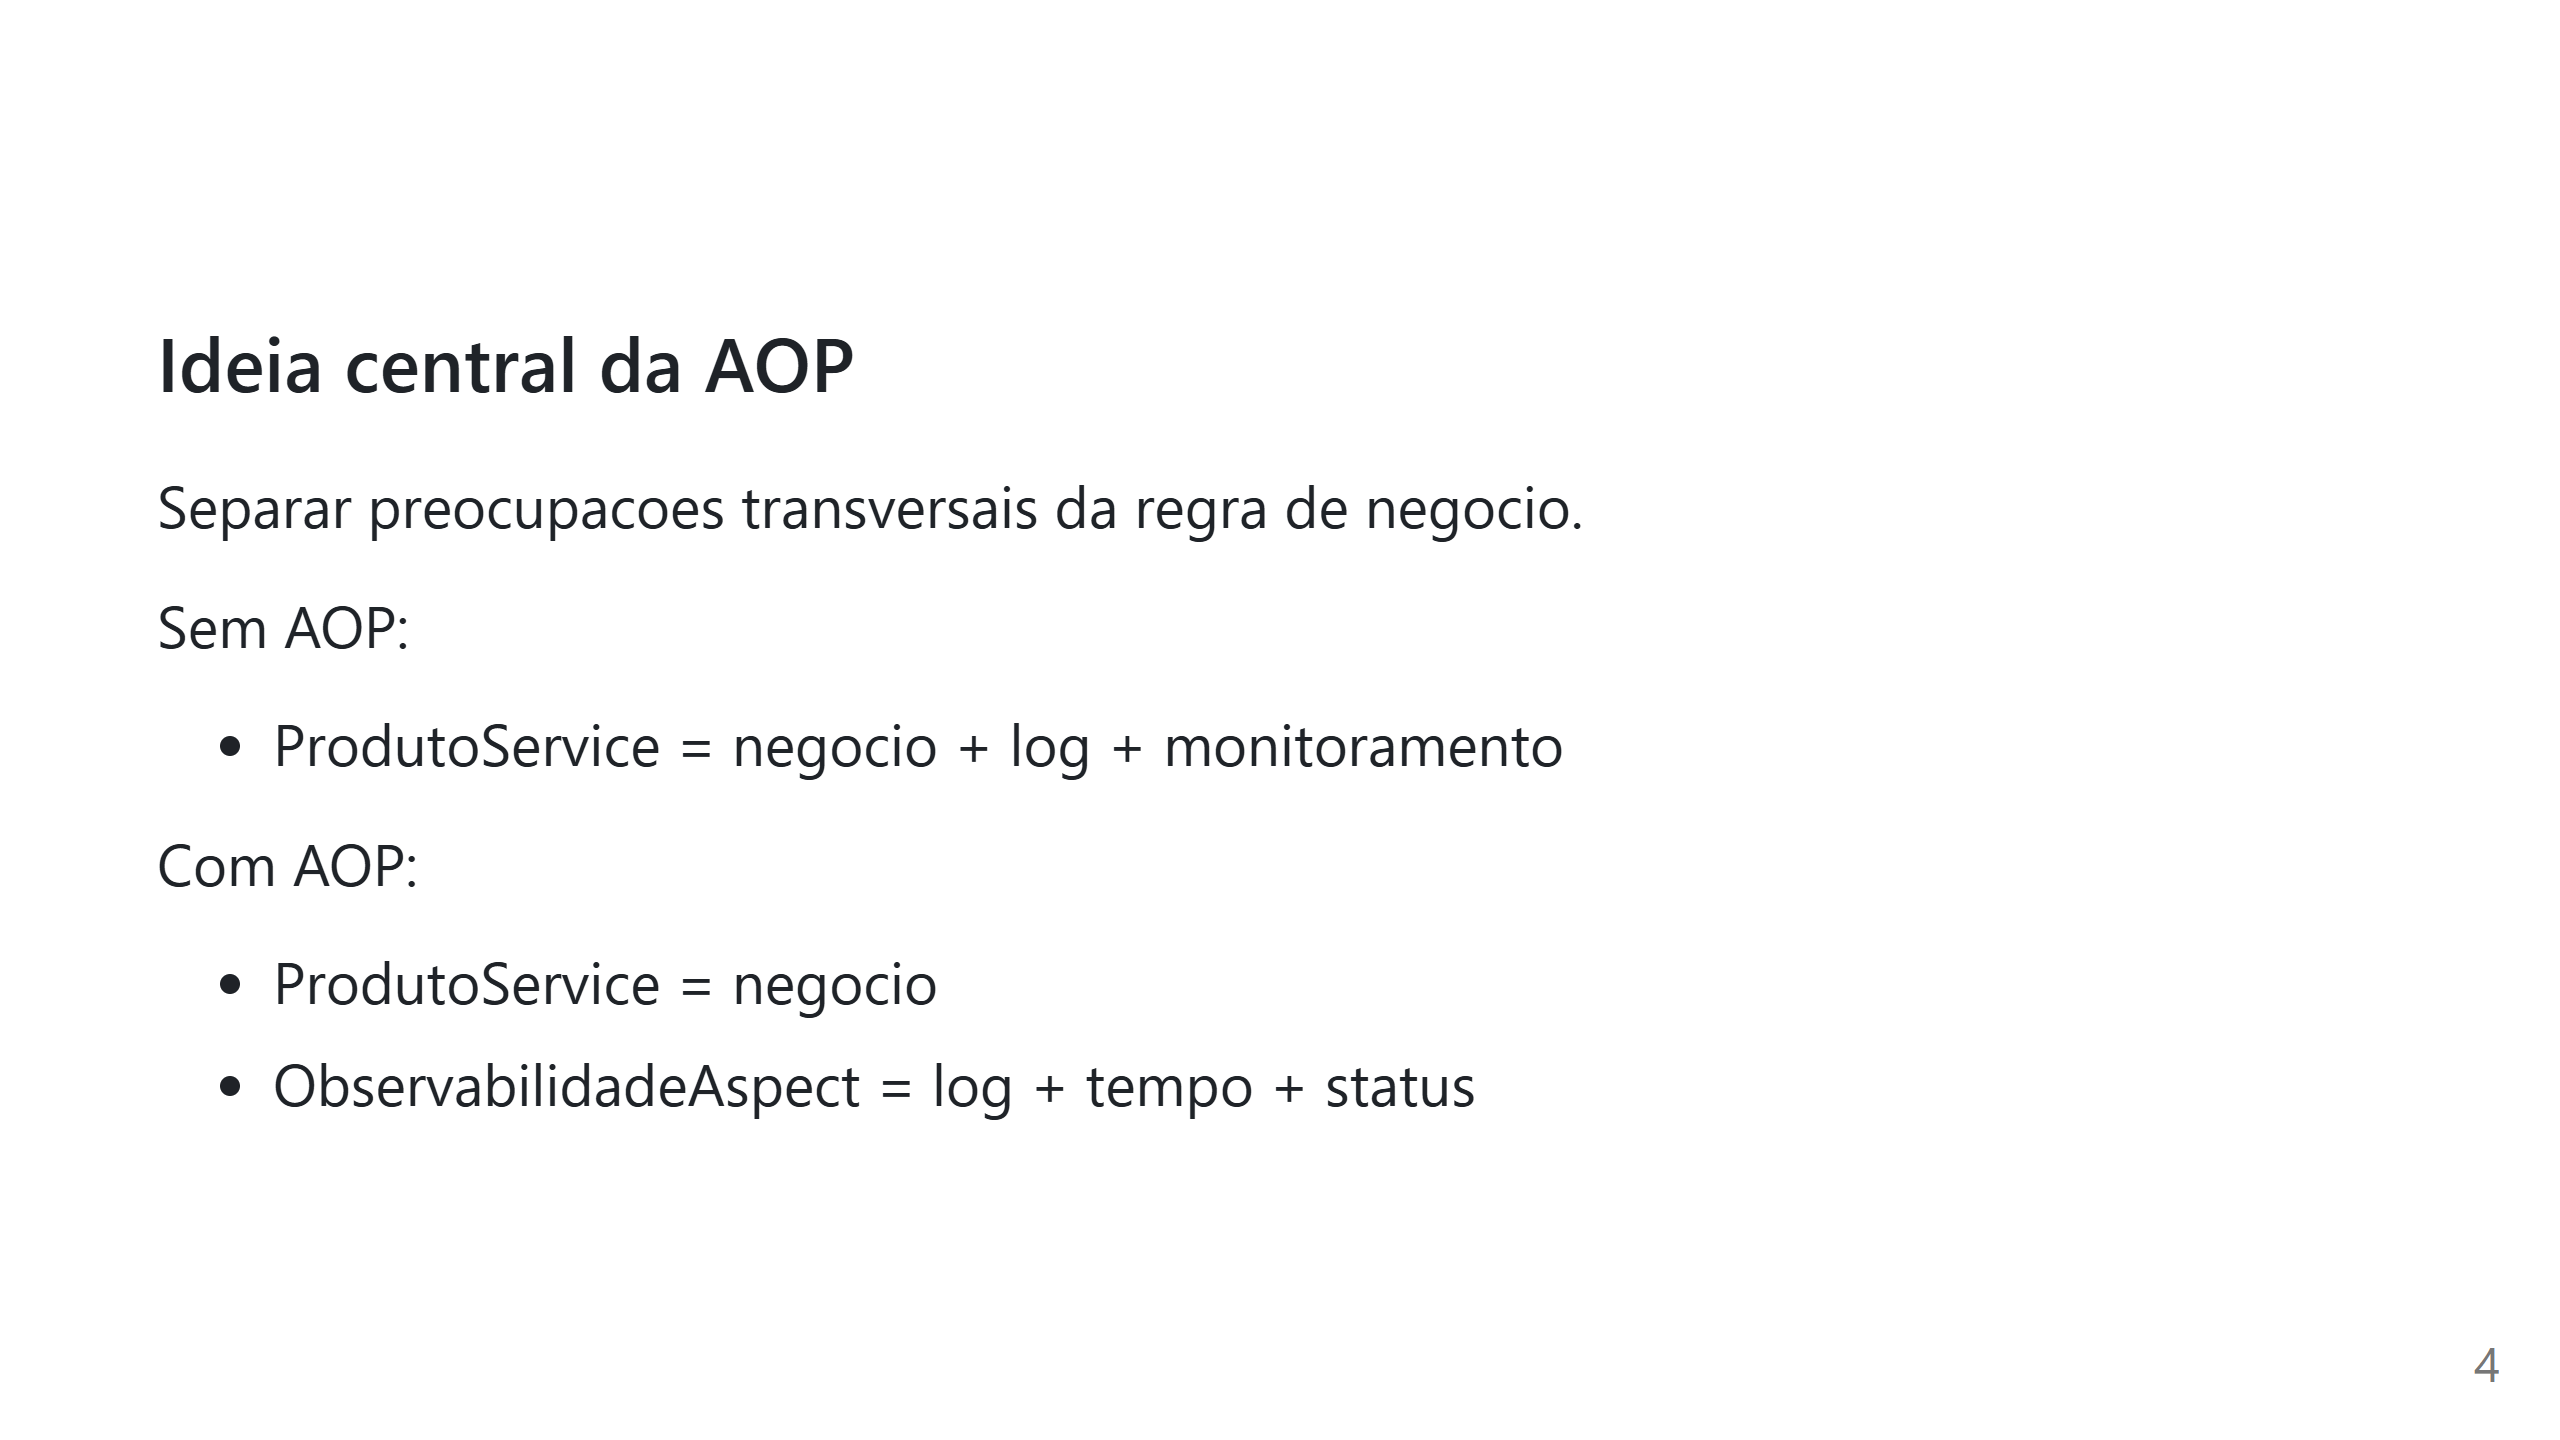 Ideia central da AOP
Separar preocupacoes transversais da regra de negocio.
Sem AOP:
• ProdutoService = negocio + log + monitoramento
Com AOP:
• ProdutoService = negocio
• ObservabilidadeAspect = log + tempo + status
4